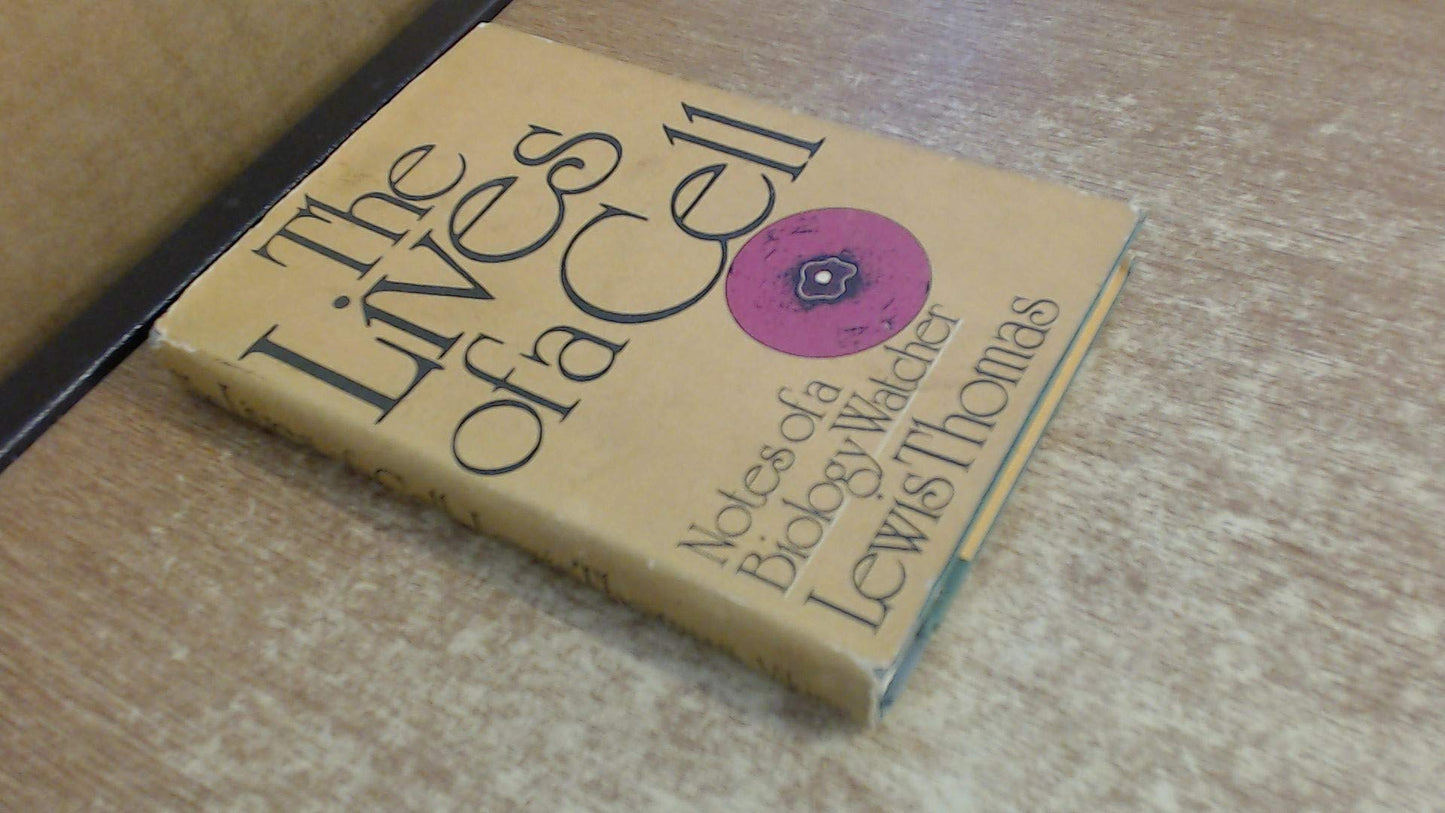 The
Lives
of a Cell
Notes of a
Biology Watcher
Lewis Thomas